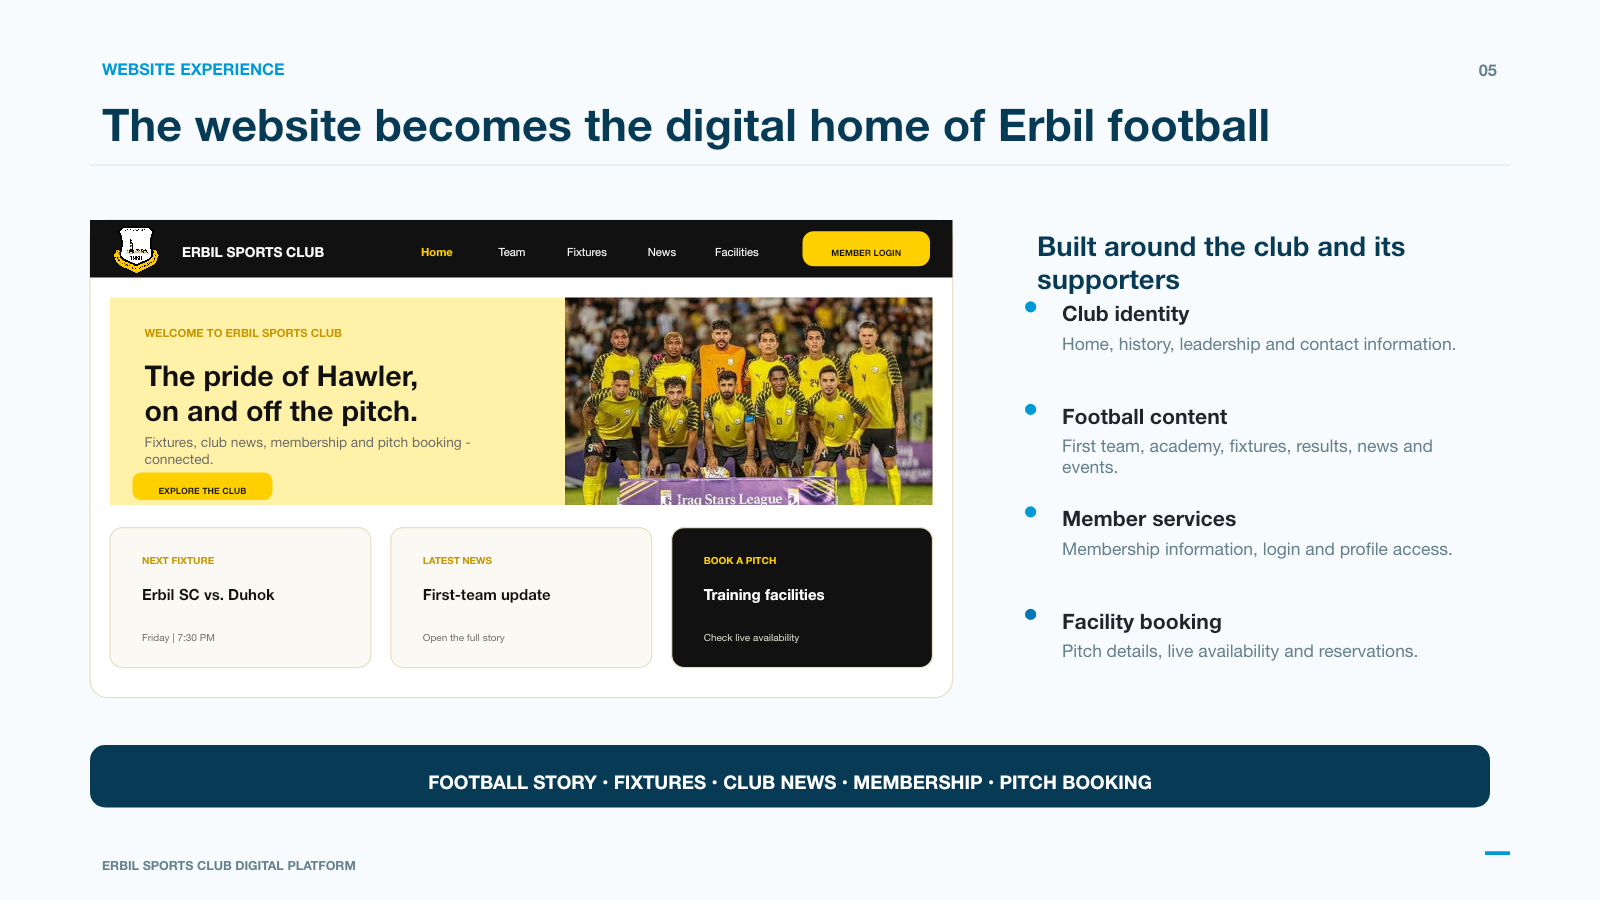 WEBSITE EXPERIENCE
05
The website becomes the digital home of Erbil football
ERBIL SPORTS CLUB
Home
Team
Fixtures
News
Facilities
MEMBER LOGIN
WELCOME TO ERBIL SPORTS CLUB
The pride of Hawler,
on and off the pitch.
Fixtures, club news, membership and pitch booking -
connected.
EXPLORE THE CLUB
Iraq Stars League
NEXT FIXTURE
Erbil SC vs. Duhok
Friday | 7:30 PM
LATEST NEWS
First-team update
Open the full story
BOOK A PITCH
Training facilities
Check live availability
Built around the club and its
supporters
Club identity
Home, history, leadership and contact information.
Football content
First team, academy, fixtures, results, news and
events.
Member services
Membership information, login and profile access.
Facility booking
Pitch details, live availability and reservations.
FOOTBALL STORY · FIXTURES · CLUB NEWS · MEMBERSHIP · PITCH BOOKING
ERBIL SPORTS CLUB DIGITAL PLATFORM